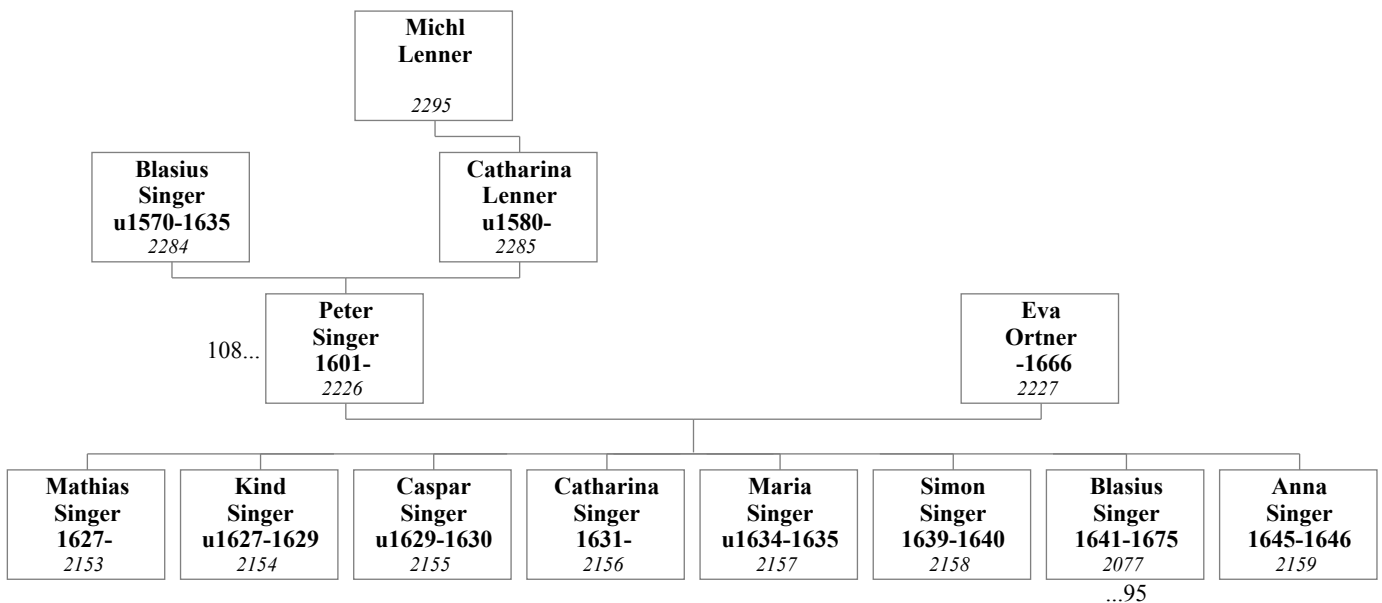 Michl
Lenner
2295
Blasius
Singer
u1570-1635
2284
Catharina
Lenner
u1580-
2285
108...
Peter
Singer
1601-
2226
Eva
Ortner
-1666
2227
Mathias
Singer
1627-
2153
Kind
Singer
u1627-1629
2154
Caspar
Singer
u1629-1630
2155
Catharina
Singer
1631-
2156
Maria
Singer
u1634-1635
2157
Simon
Singer
1639-1640
2158
Blasius
Singer
1641-1675
2077
...95
Anna
Singer
1645-1646
2159